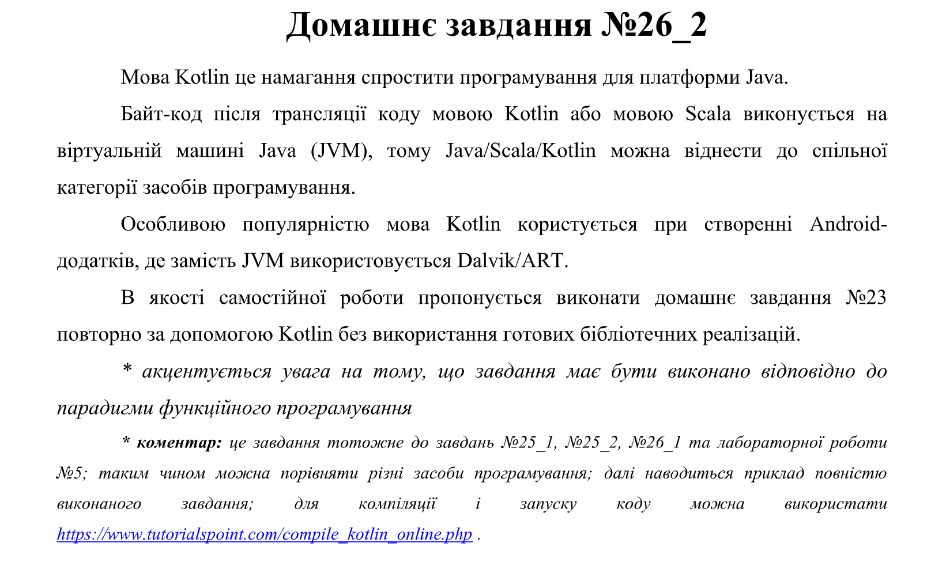 Домашнє завдання №26_2
Мова Kotlin це намагання спростити програмування для платформи Java.
Байт-код після трансляції коду мовою Kotlin або мовою Scala виконується на
віртуальній машині Java (JVM), тому Java/Scala/Kotlin можна віднести до спільної
категорії засобів програмування.
Особливою популярністю мова Kotlin користується при створенні Android-
додатків, де замість JVM використовується Dalvik/ART.
В якості самостійної роботи пропонується виконати домашнє завдання №23
повторно за допомогою Kotlin без використання готових бібліотечних реалізацій.
* акцентується увага на тому, що завдання має бути виконано відповідно до
парадигми функційного програмування
* коментар: це завдання тотожне до завдань №25_1, №25_2, №26_1 та лабораторної роботи
№5; таким чином можна порівняти різні засоби програмування; далі наводиться приклад повністю
виконаного завдання; для компіляції і запуску коду можна використати
https://www.tutorialspoint.com/compile_kotlin_online.php .